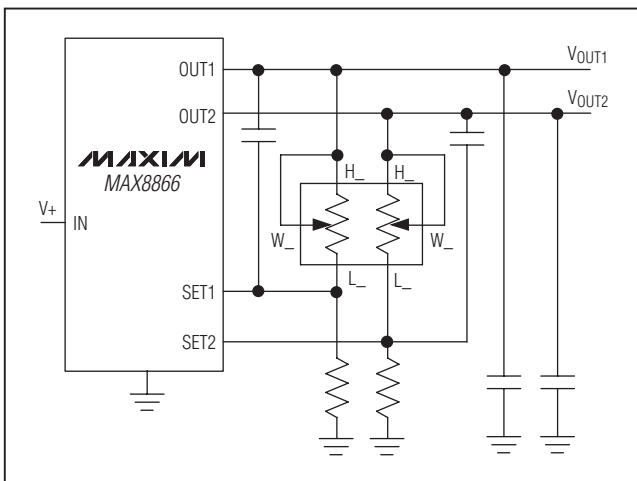 OUT1
VOUT1
OUT2
VOUT2
MAXIM
MAX8866
H_
H_
V+
IN
W_
W_
L_
L_
SET1
SET2